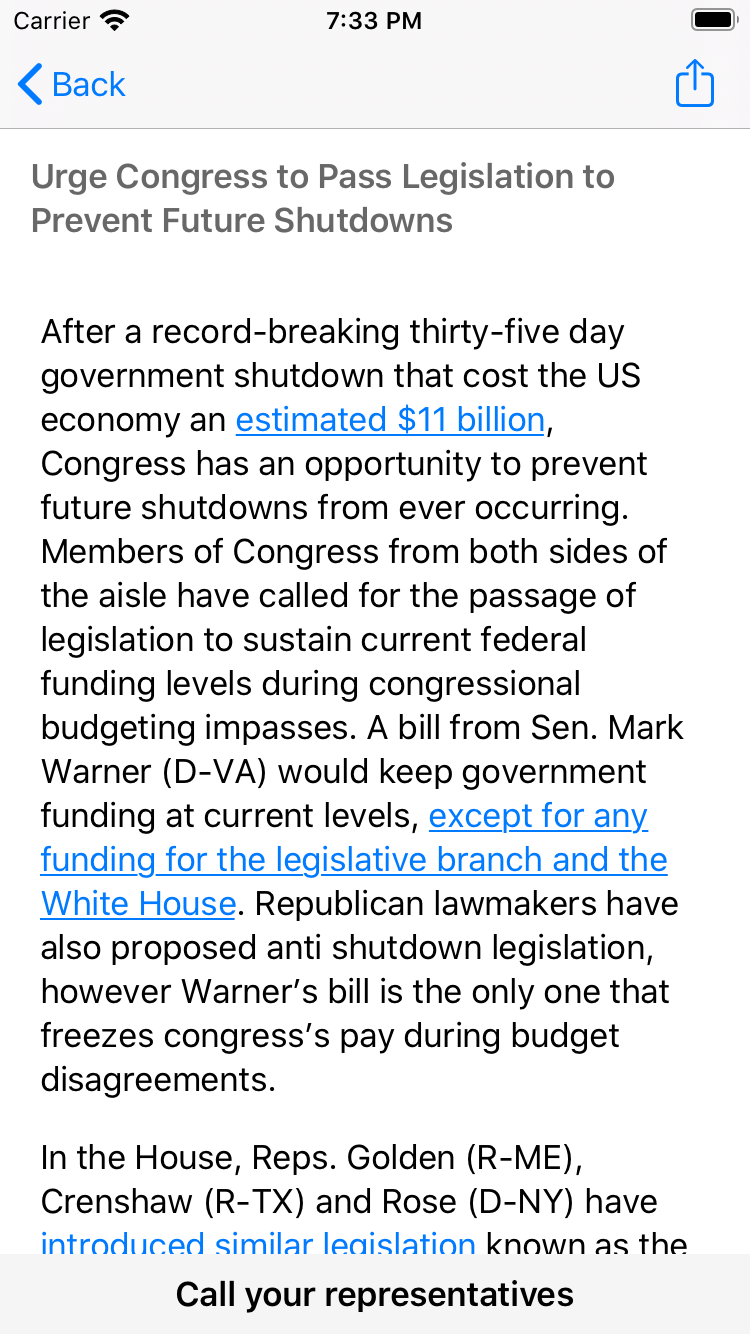 Carrier
7:33 PM
Back
Urge Congress to Pass Legislation to
Prevent Future Shutdowns
After a record-breaking thirty-five day
government shutdown that cost the US
economy an estimated $11 billion,
Congress has an opportunity to prevent
future shutdowns from ever occurring.
Members of Congress from both sides of
the aisle have called for the passage of
legislation to sustain current federal
funding levels during congressional
budgeting impasses. A bill from Sen. Mark
Warner (D-VA) would keep government
funding at current levels, except for any
funding for the legislative branch and the
White House. Republican lawmakers have
also proposed anti shutdown legislation,
however Warner’s bill is the only one that
freezes congress’s pay during budget
disagreements.
In the House, Reps. Golden (R-ME),
Crenshaw (R-TX) and Rose (D-NY) have
introduced similar legislation known as the
Call your representatives